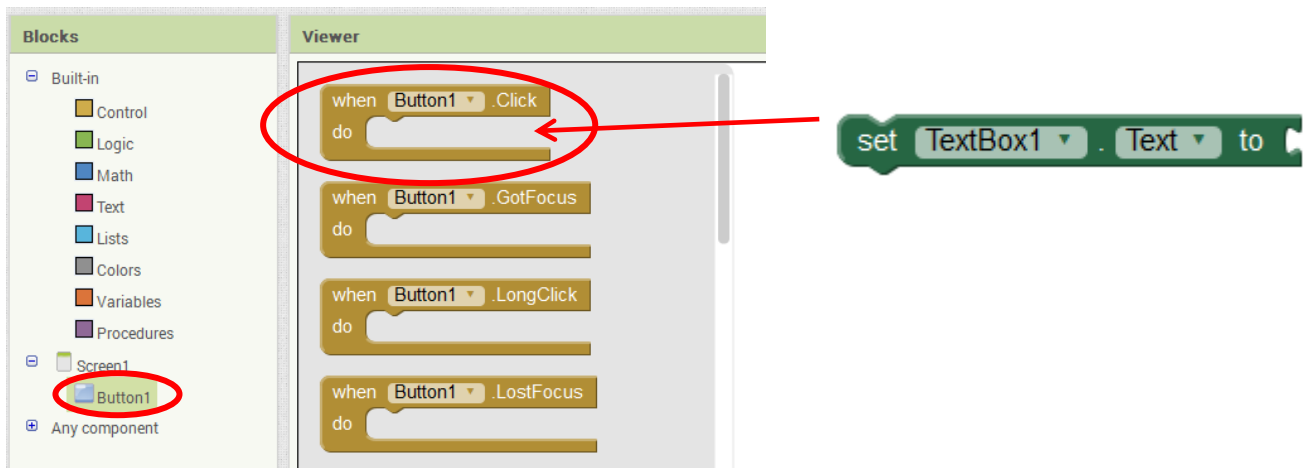 Blocks
Viewer
Built-in
Control
Logic
Math
Text
Lists
Colors
Variables
Procedures
Screen1
Button1
Any component
when Button1 .Click
do
when Button1 .GotFocus
do
when Button1 .LongClick
do
when Button1 .LostFocus
do
set TextBox1 . Text to